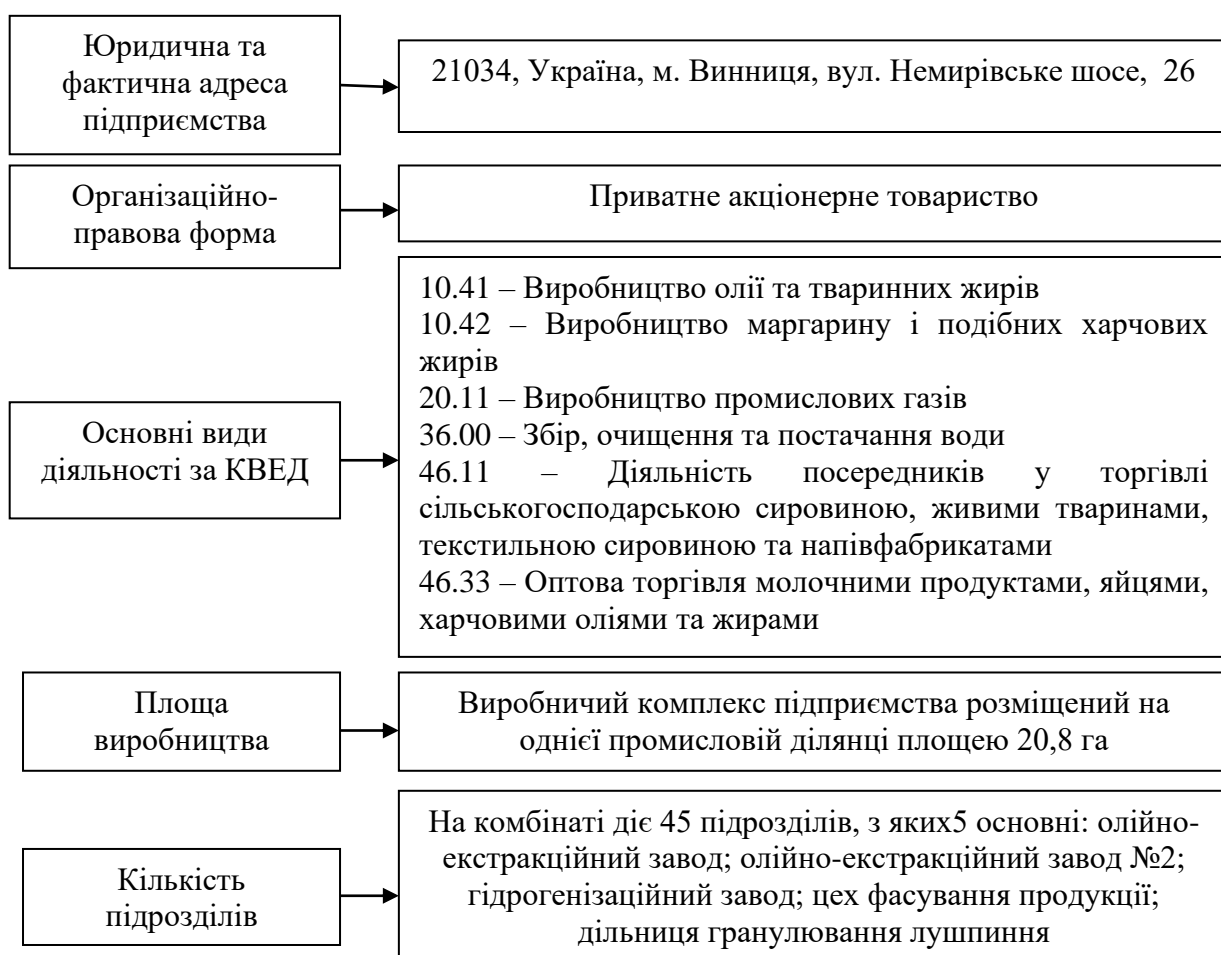 Юридична та
фактична адреса
підприємства
21034, Україна, м. Винниця, вул. Немирівське шосе, 26
Організаційно-
правова форма
Приватне акціонерне товариство
Основні види
діяльності за КВЕД
10.41 – Виробництво олії та тваринних жирів
10.42 – Виробництво маргарину і подібних харчових
жирів
20.11 – Виробництво промислових газів
36.00 – Збір, очищення та постачання води
46.11 – Діяльність посередників у торгівлі
сільськогосподарською сировиною, живими тваринами,
текстильною сировиною та напівфабрикатами
46.33 – Оптова торгівля молочними продуктами, яйцями,
харчовими оліями та жирами
Площа
виробництва
Виробничий комплекс підприємства розміщений на
однієї промисловій ділянці площею 20,8 га
Кількість
підрозділів
На комбінаті діє 45 підрозділів, з яких5 основні: олійно-
екстракційний завод; олійно-екстракційний завод №2;
гідрогенізаційний завод; цех фасування продукції;
дільниця гранулювання лушпиння